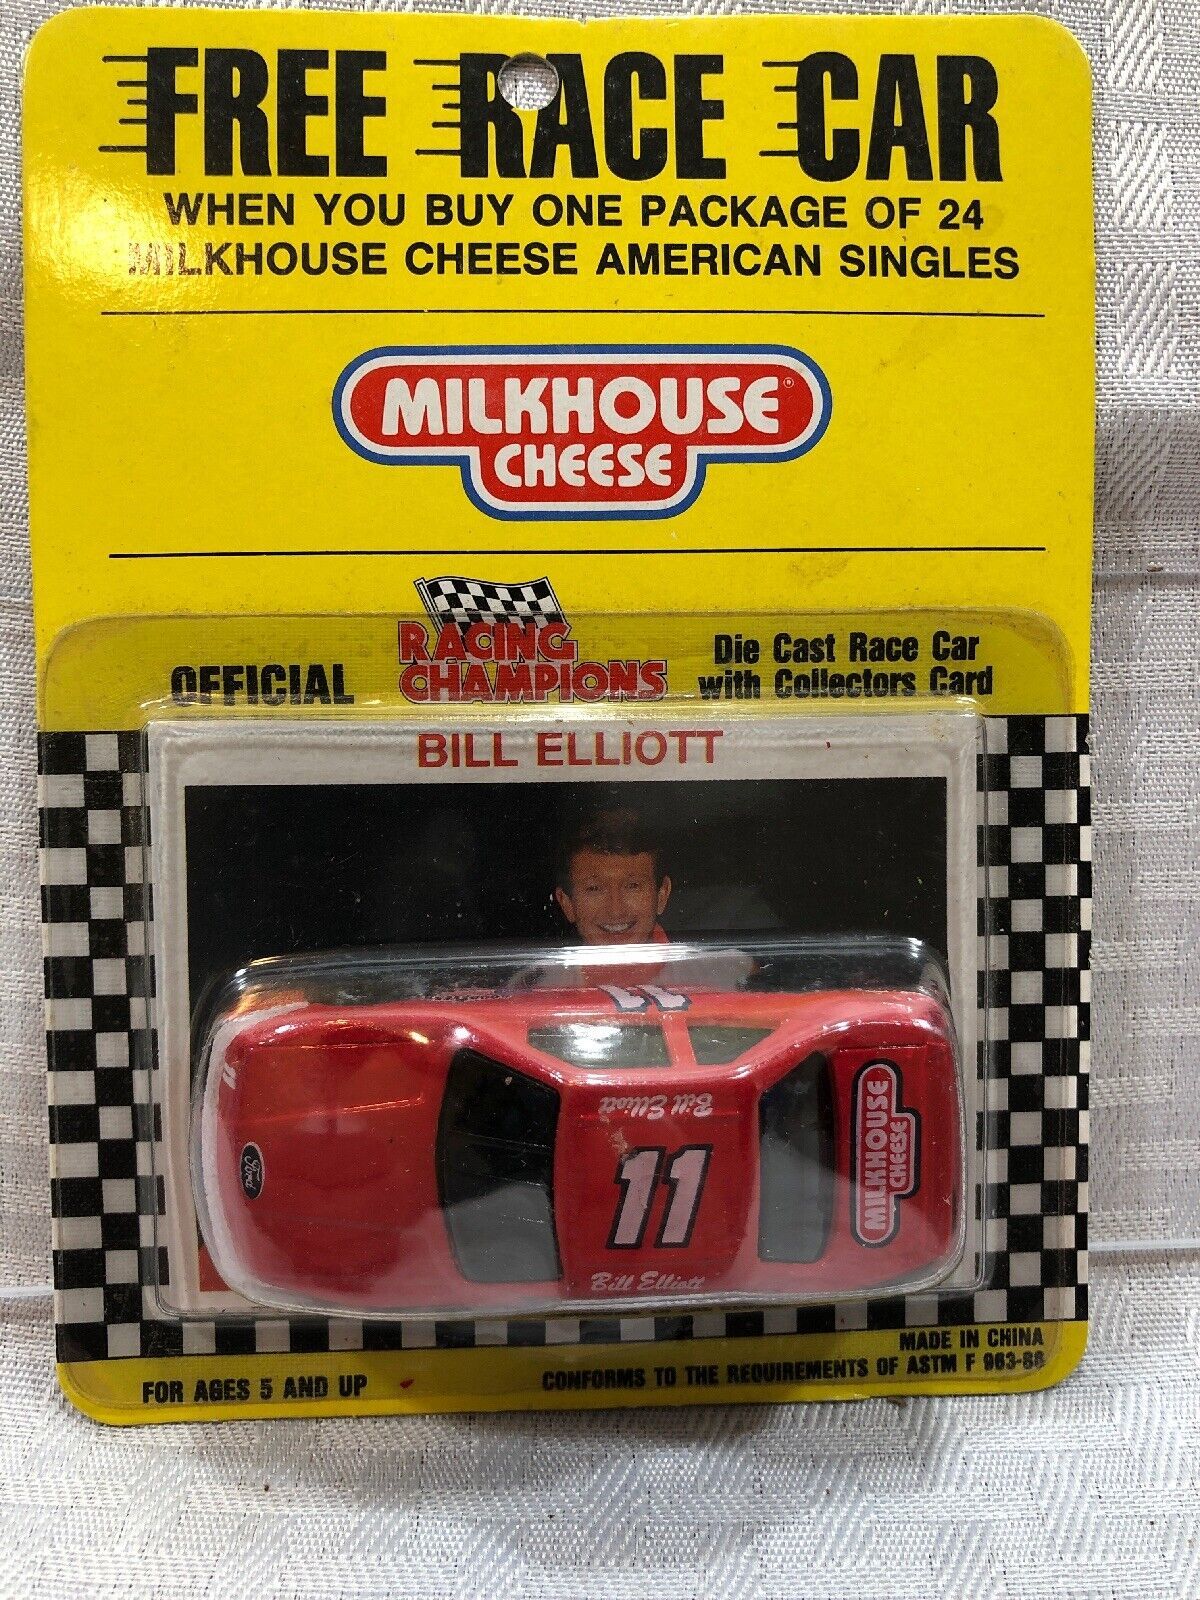 FREE RACE CAR
WHEN YOU BUY ONE PACKAGE OF 24
MILKHOUSE CHEESE AMERICAN SINGLES
MILKHOUSE®
CHEESE
OFFICIAL
RACING
CHAMPIONS
Die Cast Race Car
with Collectors Card
BILL ELLIOTT
11
11
Ford
Bill Elliott
11
Bill Elliott
MILKHOUSE
CHEESE
MADE IN CHINA
FOR AGES 5 AND UP
CONFORMS TO THE REQUIREMENTS OF ASTM F 963-86